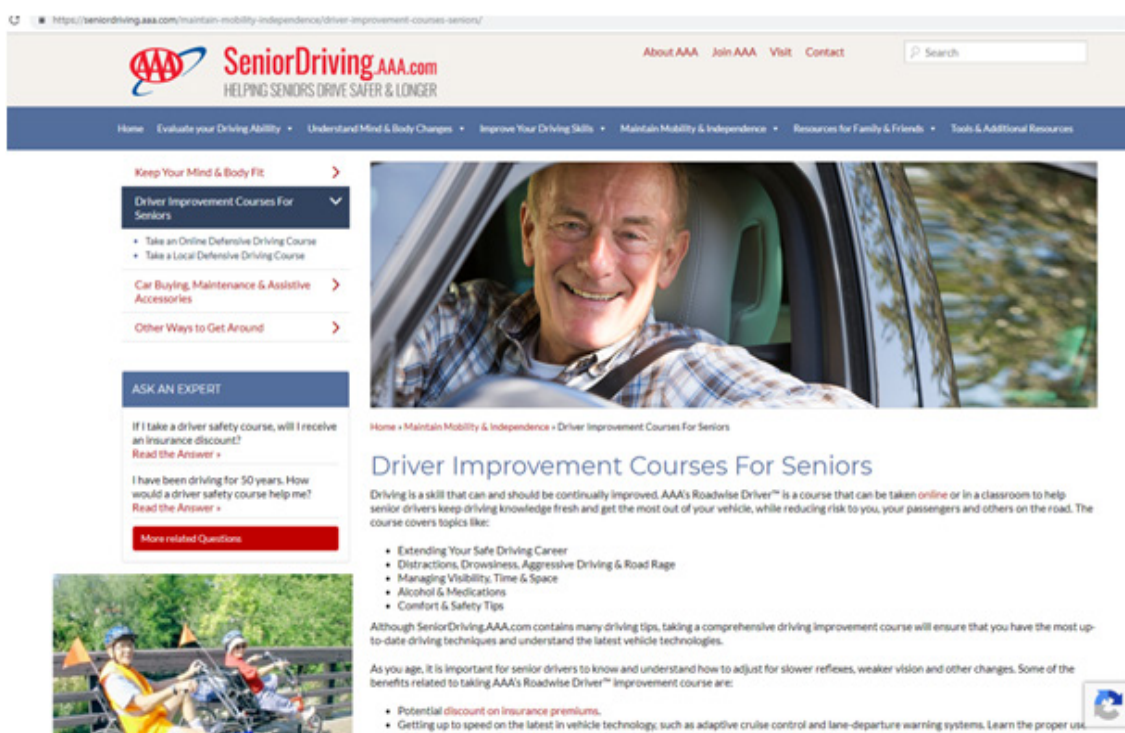 https://seniordriving.aaa.com/maintain-mobility-independence/driver-improvement-courses-seniors/
AAA
SeniorDriving.AAA.com
HELPING SENIORS DRIVE SAFER & LONGER
About AAA Join AAA Visit Contact
Search
Home Evaluate your Driving Ability Understand Mind & Body Changes Improve Your Driving Skills Maintain Mobility & Independence Resources for Family & Friends Tools & Additional Resources
Keep Your Mind & Body Fit
Driver Improvement Courses For
Seniors
• Take an Online Defensive Driving Course
• Take a Local Defensive Driving Course
Car Buying, Maintenance & Assistive
Accessories
Other Ways to Get Around
ASK AN EXPERT
If I take a driver safety course, will I receive
an insurance discount?
Read the Answer »
I have been driving for 50 years. How
would a driver safety course help me?
Read the Answer »
More related Questions
Home » Maintain Mobility & Independence » Driver Improvement Courses For Seniors
Driver Improvement Courses For Seniors
Driving is a skill that can and should be continually improved. AAA's Roadwise Driver™ is a course that can be taken online or in a classroom to help
senior drivers keep driving knowledge fresh and get the most out of your vehicle, while reducing risk to you, your passengers and others on the road. The
course covers topics like:
• Extending Your Safe Driving Career
• Distractions, Drowsiness, Aggressive Driving & Road Rage
• Managing Visibility, Time & Space
• Alcohol & Medications
• Comfort & Safety Tips
Although SeniorDriving.AAA.com contains many driving tips, taking a comprehensive driving improvement course will ensure that you have the most up-
to-date driving techniques and understand the latest vehicle technologies.
As you age, it is important for senior drivers to know and understand how to adjust for slower reflexes, weaker vision and other changes. Some of the
benefits related to taking AAA's Roadwise Driver™ improvement course are:
• Potential discount on insurance premiums.
• Getting up to speed on the latest in vehicle technology, such as adaptive cruise control and lane-departure warning systems. Learn the proper use